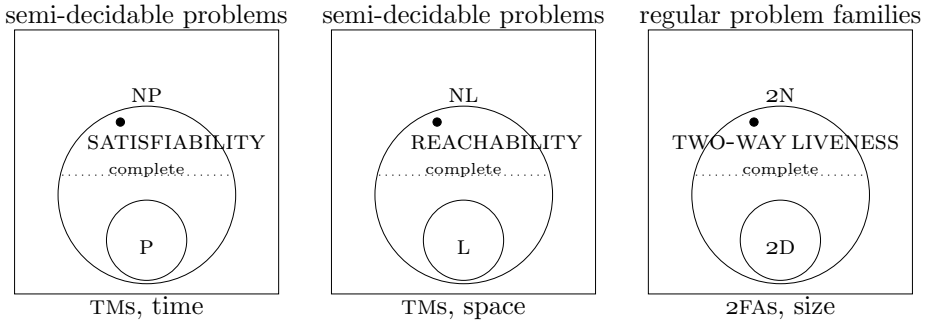 semi-decidable problems
NP
SATISFIABILITY
complete
P
TMs, time
semi-decidable problems
NL
REACHABILITY
complete
L
TMs, space
regular problem families
2N
TWO-WAY LIVENESS
complete
2D
2FAs, size